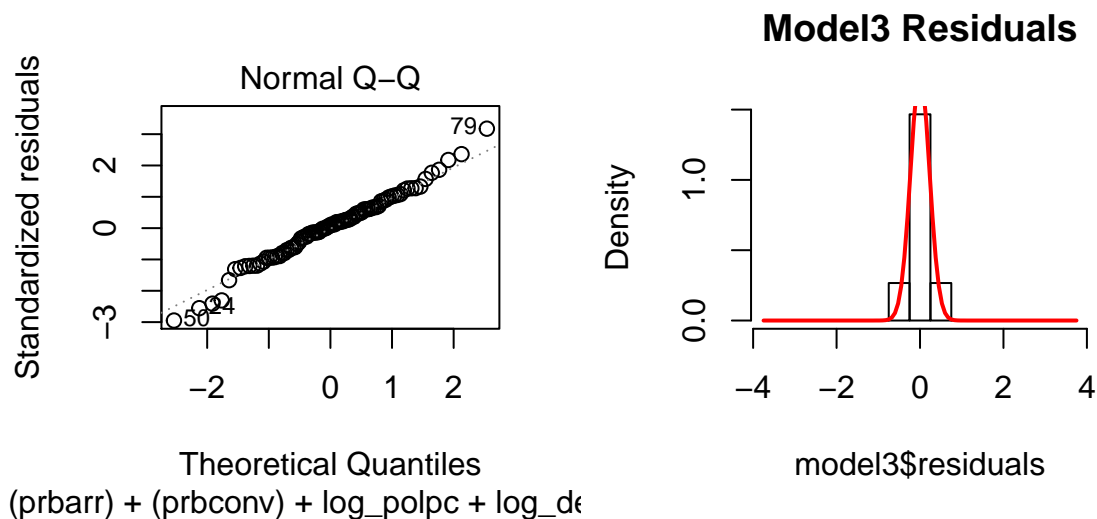 Normal Q−Q
Standardized residuals
2
0
−3
79
50
24
−2
0
1
2
Theoretical Quantiles
(prbarr) + (prbconv) + log_polpc + log_de
Model3 Residuals
Density
1.0
0.0
−4
−2
0
2
4
model3$residuals